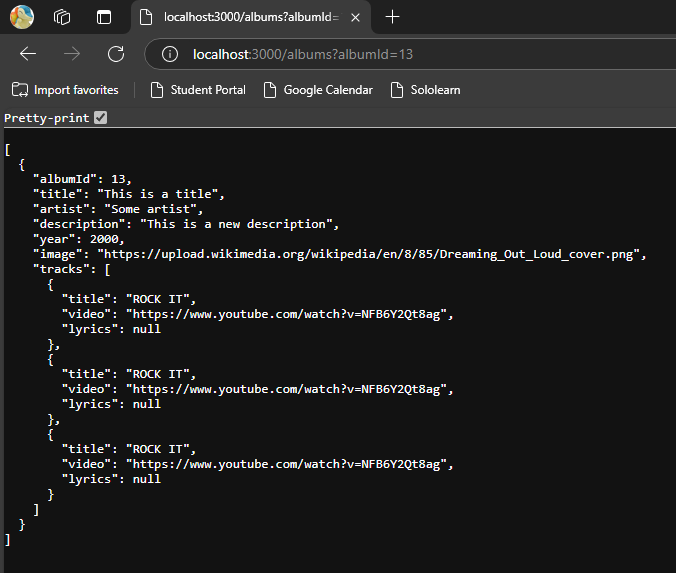 localhost:3000/albums?albumId=
localhost:3000/albums?albumId=13
Import favorites
Student Portal
Google Calendar
Sololearn
Pretty-print
[
  {
    "albumId": 13,
    "title": "This is a title",
    "artist": "Some artist",
    "description": "This is a new description",
    "year": 2000,
    "image": "https://upload.wikimedia.org/wikipedia/en/8/85/Dreaming_Out_Loud_cover.png",
    "tracks": [
      {
        "title": "ROCK IT",
        "video": "https://www.youtube.com/watch?v=NFB6Y2Qt8ag",
        "lyrics": null
      },
      {
        "title": "ROCK IT",
        "video": "https://www.youtube.com/watch?v=NFB6Y2Qt8ag",
        "lyrics": null
      },
      {
        "title": "ROCK IT",
        "video": "https://www.youtube.com/watch?v=NFB6Y2Qt8ag",
        "lyrics": null
      }
    ]
  }
]